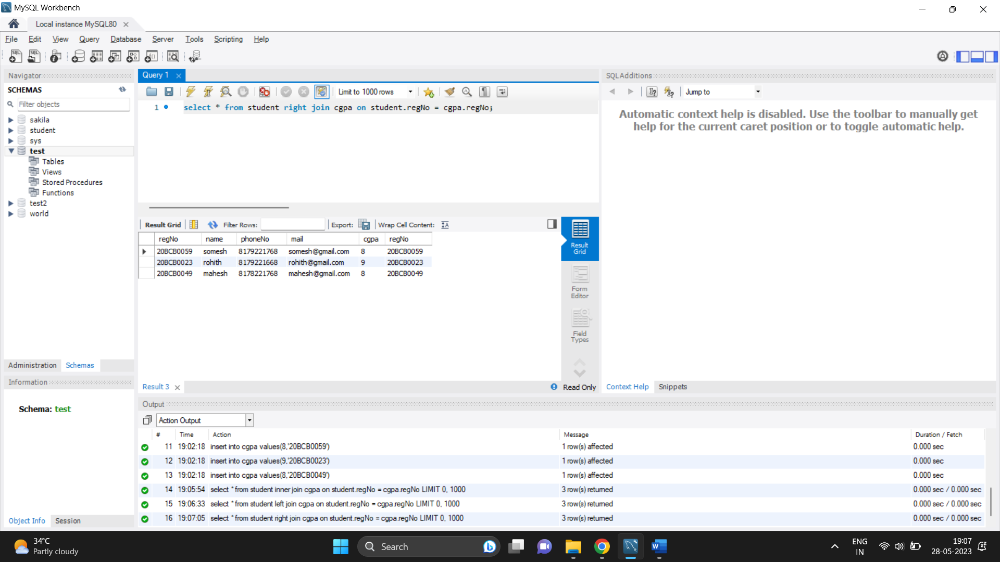 MySQL Workbench
Local instance MySQL80
File Edit View Query Database Server Tools Scripting Help
Navigator
SCHEMAS
Filter objects
sakila
student
sys
test
Tables
Views
Stored Procedures
Functions
test2
world
Administration Schemas
Information
Schema: test
Object Info Session
Query 1
Limit to 1000 rows
1 select * from student right join cgpa on student.regNo = cgpa.regNo;
Result Grid Filter Rows: Export: Wrap Cell Content:
regNo name phoneNo mail cgpa regNo
20BCB0059 somesh 8179221768 somesh@gmail.com 8 20BCB0059
20BCB0023 rohith 8179221668 rohith@gmail.com 9 20BCB0023
20BCB0049 mahesh 8178221768 mahesh@gmail.com 8 20BCB0049
Result
Grid
Form
Editor
Field
Types
Result 3
Read Only
SQLAdditions
Jump to
Automatic context help is disabled. Use the toolbar to manually get
help for the current caret position or to toggle automatic help.
Context Help Snippets
Output
Action Output
# Time Action Message Duration / Fetch
11 19:02:18 insert into cgpa values(8,'20BCB0059') 1 row(s) affected 0.000 sec
12 19:02:18 insert into cgpa values(9,'20BCB0023') 1 row(s) affected 0.000 sec
13 19:02:18 insert into cgpa values(8,'20BCB0049') 1 row(s) affected 0.000 sec
14 19:05:54 select * from student inner join cgpa on student.regNo = cgpa.regNo LIMIT 0, 1000 3 row(s) returned 0.000 sec / 0.000 sec
15 19:06:33 select * from student left join cgpa on student.regNo = cgpa.regNo LIMIT 0, 1000 3 row(s) returned 0.000 sec / 0.000 sec
16 19:07:05 select * from student right join cgpa on student.regNo = cgpa.regNo LIMIT 0, 1000 3 row(s) returned 0.000 sec / 0.000 sec
34°C
Partly cloudy
Search
ENG
IN
19:07
28-05-2023